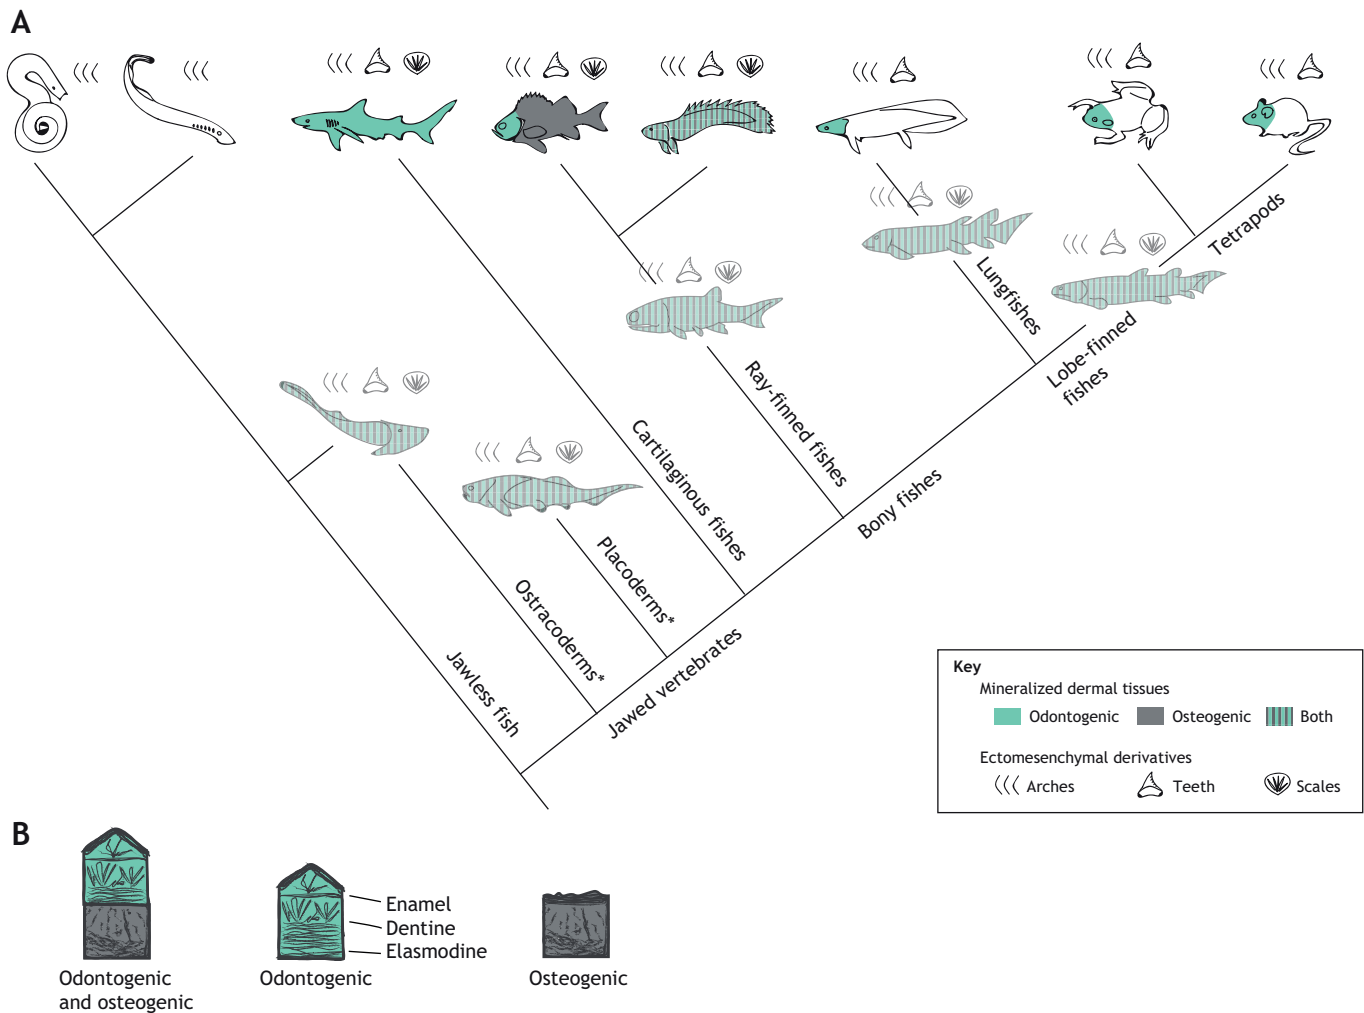 A
Tetrapods
Lungfishes
Lobe-finned
fishes
Ray-finned fishes
Cartilaginous fishes
Bony fishes
Placoderms*
Ostracoderms*
Jawless fish
Jawed vertebrates
Key
Mineralized dermal tissues
Odontogenic Osteogenic Both
Ectomesenchymal derivatives
Arches Teeth Scales
B
Enamel
Dentine
Elasmodine
Odontogenic
and osteogenic
Odontogenic
Osteogenic